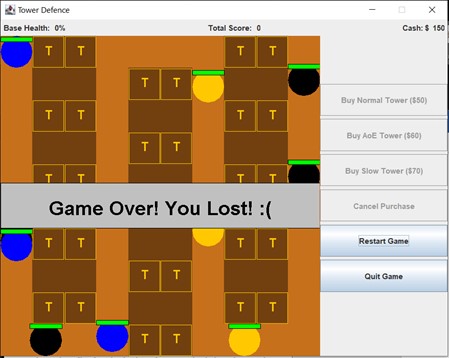 Tower Defence
Base Health: 0% Total Score: 0 Cash: $ 150
T T T T
T T
Buy Normal Tower ($50)
T T T T
Buy AoE Tower ($60)
T T
Buy Slow Tower ($70)
T T T T
Cancel Purchase
Game Over! You Lost! :(
Restart Game
T T T T
T T
Quit Game
T T T T
T T